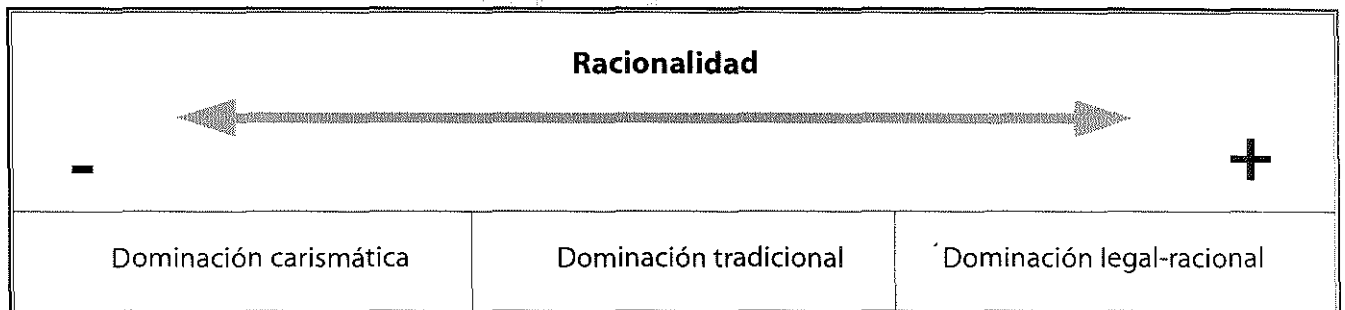 Racionalidad
- +
Dominación carismática Dominación tradicional Dominación legal-racional